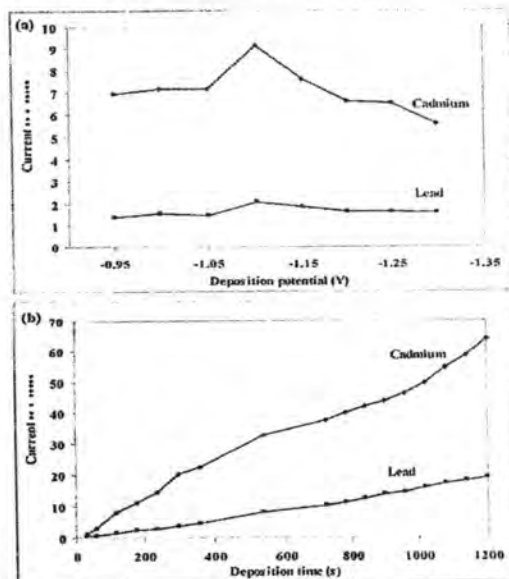 (a)
10
9
8
7
6
5
4
3
2
1
0
Current
Cadmium
Lead
-0.95 -1.05 -1.15 -1.25 -1.35
Deposition potential (V)
(b)
70
60
50
40
30
20
10
0
Current
Cadmium
Lead
0 200 400 600 800 1000 1200
Deposition time (s)